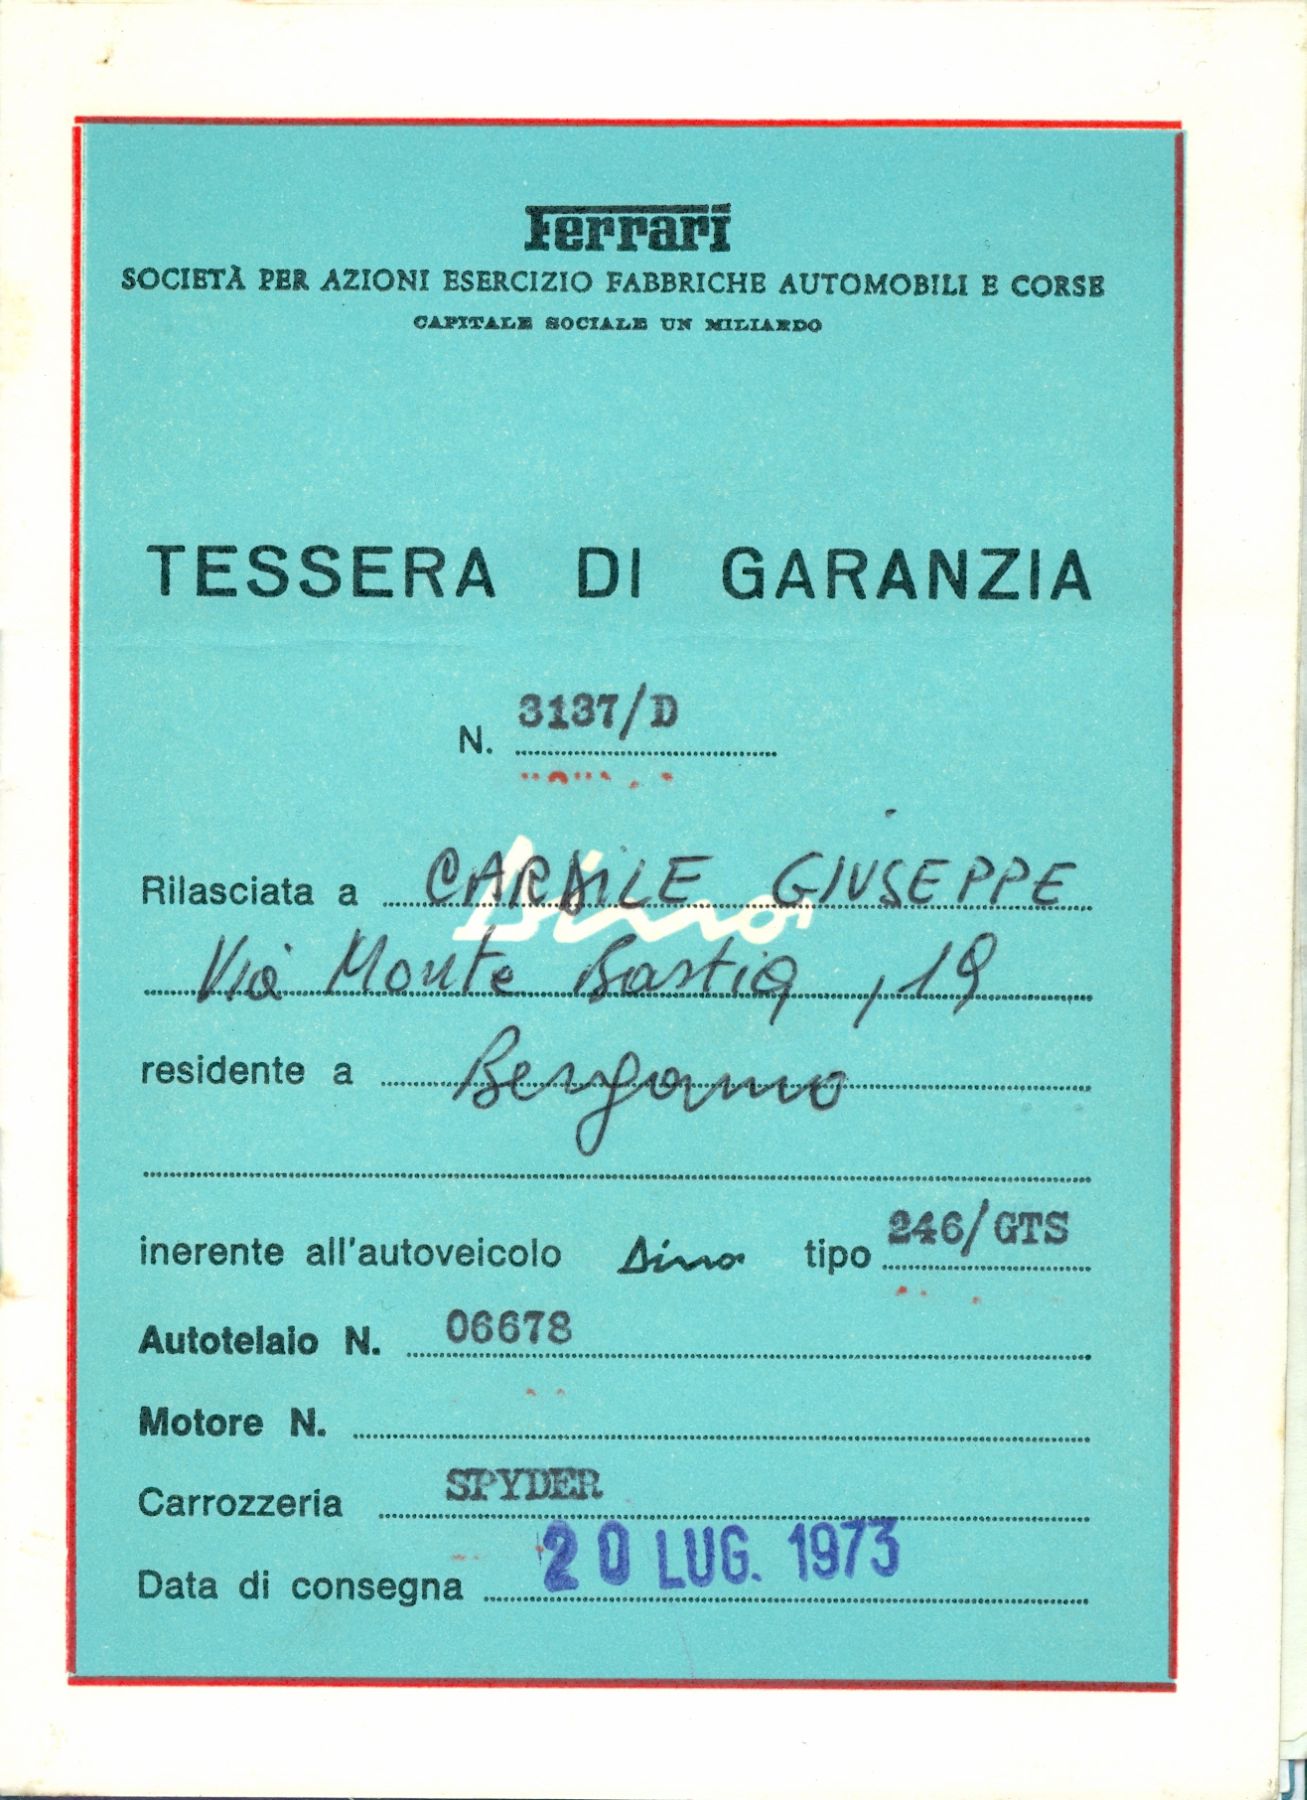 Ferrari
SOCIETÀ PER AZIONI ESERCIZIO FABBRICHE AUTOMOBILI E CORSE
CAPITALE SOCIALE UN MILIARDO
TESSERA DI GARANZIA
N. 3137/D
Dino
Rilasciata a GIUSEPPE
Via Monte Bastia, 19
residente a Bergamo
inerente all'autoveicolo Dino tipo 246/GTS
Autotelaio N. 06678
Motore N.
Carrozzeria SPYDER
Data di consegna 20 LUG. 1973